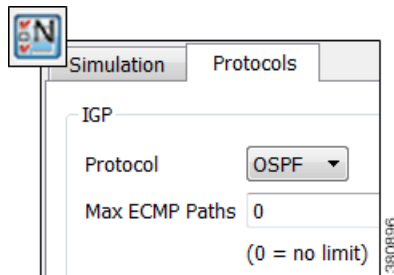 N
Simulation Protocols
IGP
Protocol OSPF
Max ECMP Paths 0
(0 = no limit)
380896